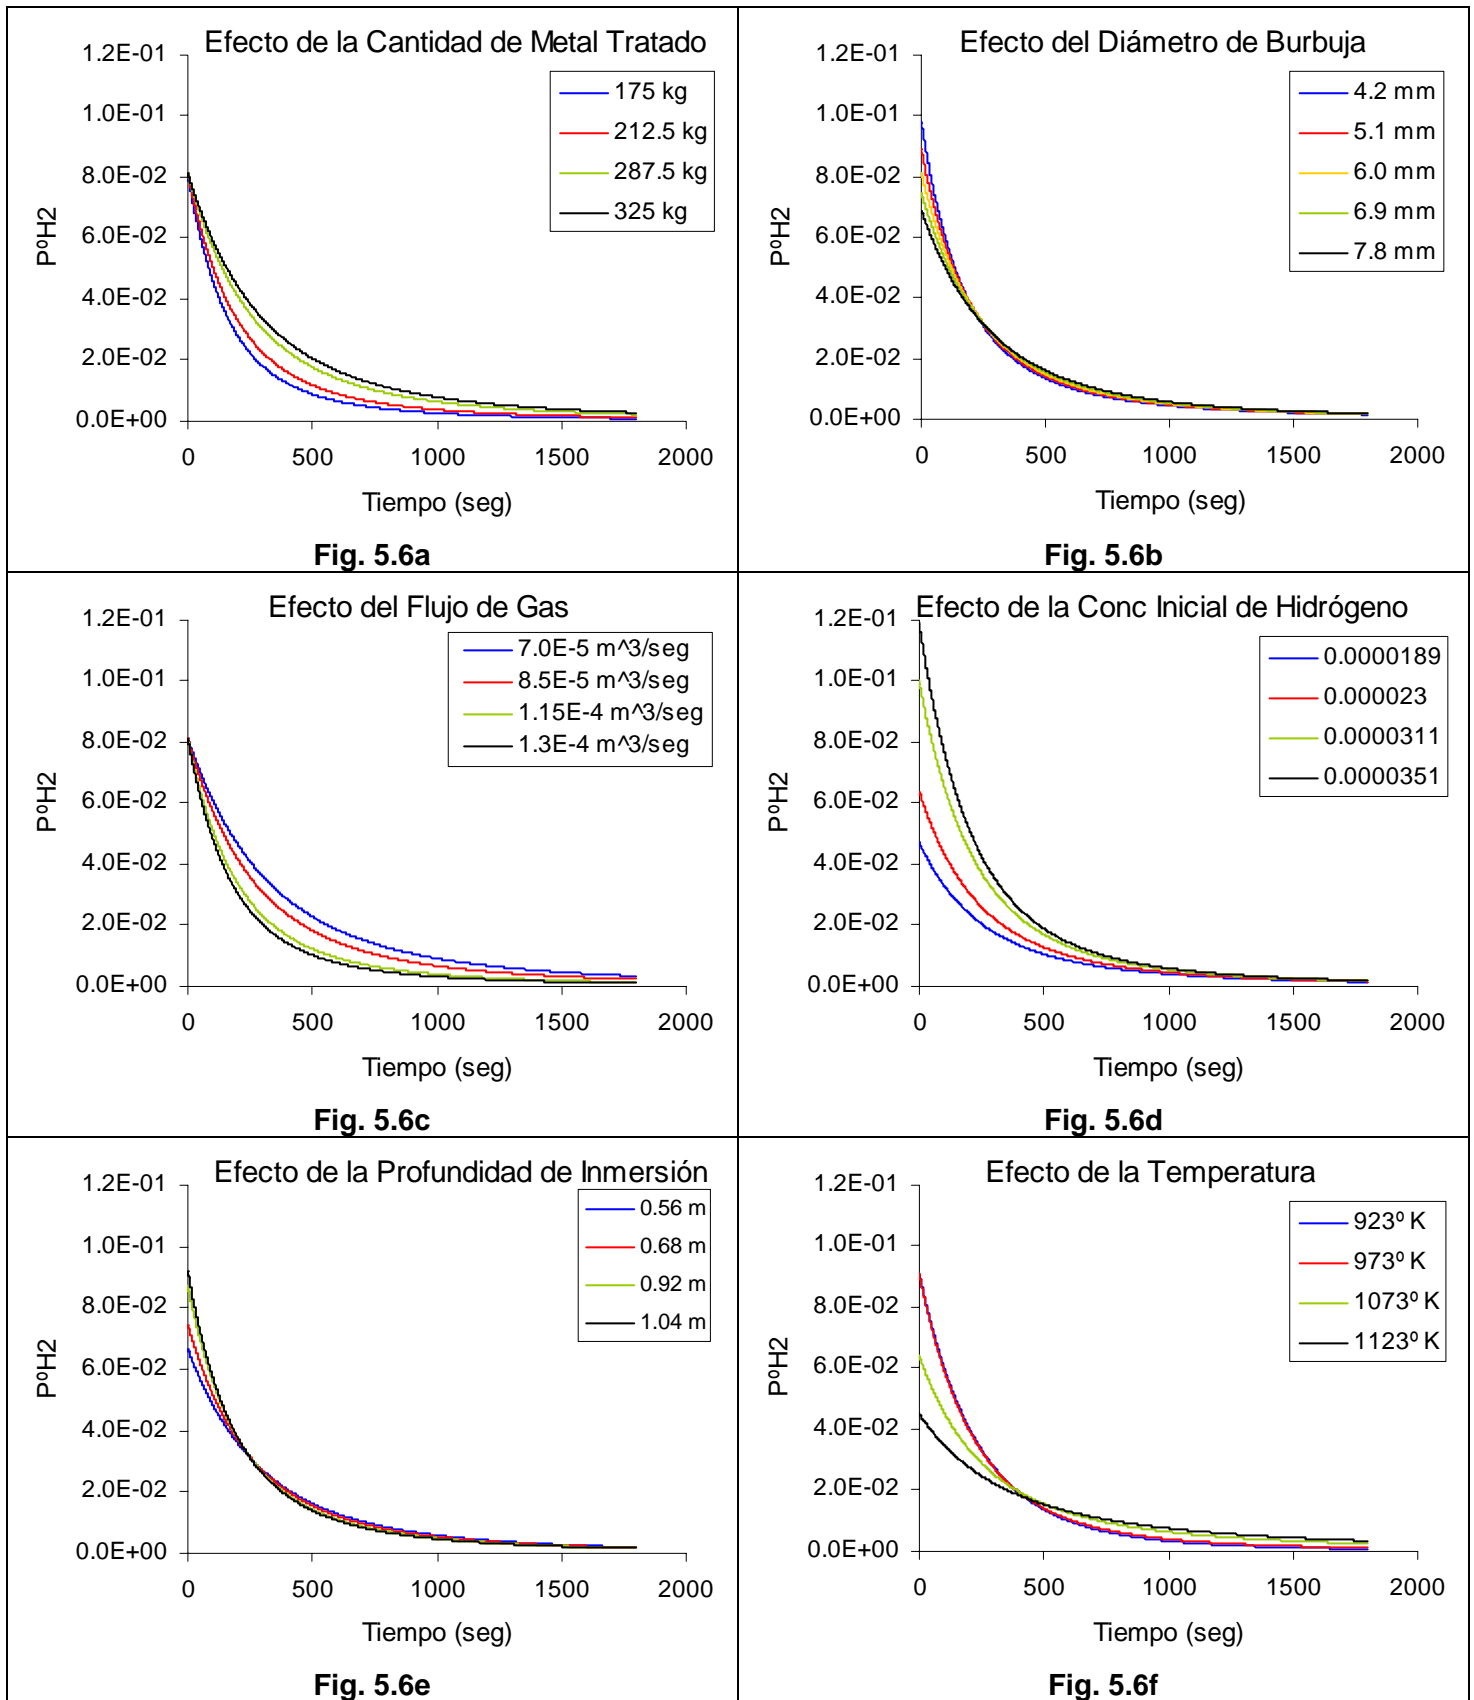 Efecto de la Cantidad de Metal Tratado
1.2E-01
1.0E-01
8.0E-02
6.0E-02
4.0E-02
2.0E-02
0.0E+00
PºH2
175 kg
212.5 kg
287.5 kg
325 kg
0 500 1000 1500 2000
Tiempo (seg)
Fig. 5.6a
Efecto del Diámetro de Burbuja
1.2E-01
1.0E-01
8.0E-02
6.0E-02
4.0E-02
2.0E-02
0.0E+00
PºH2
4.2 mm
5.1 mm
6.0 mm
6.9 mm
7.8 mm
0 500 1000 1500 2000
Tiempo (seg)
Fig. 5.6b
Efecto del Flujo de Gas
1.2E-01
1.0E-01
8.0E-02
6.0E-02
4.0E-02
2.0E-02
0.0E+00
PºH2
7.0E-5 m^3/seg
8.5E-5 m^3/seg
1.15E-4 m^3/seg
1.3E-4 m^3/seg
0 500 1000 1500 2000
Tiempo (seg)
Fig. 5.6c
Efecto de la Conc Inicial de Hidrógeno
1.2E-01
1.0E-01
8.0E-02
6.0E-02
4.0E-02
2.0E-02
0.0E+00
PºH2
0.0000189
0.000023
0.0000311
0.0000351
0 500 1000 1500 2000
Tiempo (seg)
Fig. 5.6d
Efecto de la Profundidad de Inmersión
1.2E-01
1.0E-01
8.0E-02
6.0E-02
4.0E-02
2.0E-02
0.0E+00
PºH2
0.56 m
0.68 m
0.92 m
1.04 m
0 500 1000 1500 2000
Tiempo (seg)
Fig. 5.6e
Efecto de la Temperatura
1.2E-01
1.0E-01
8.0E-02
6.0E-02
4.0E-02
2.0E-02
0.0E+00
PºH2
923º K
973º K
1073º K
1123º K
0 500 1000 1500 2000
Tiempo (seg)
Fig. 5.6f